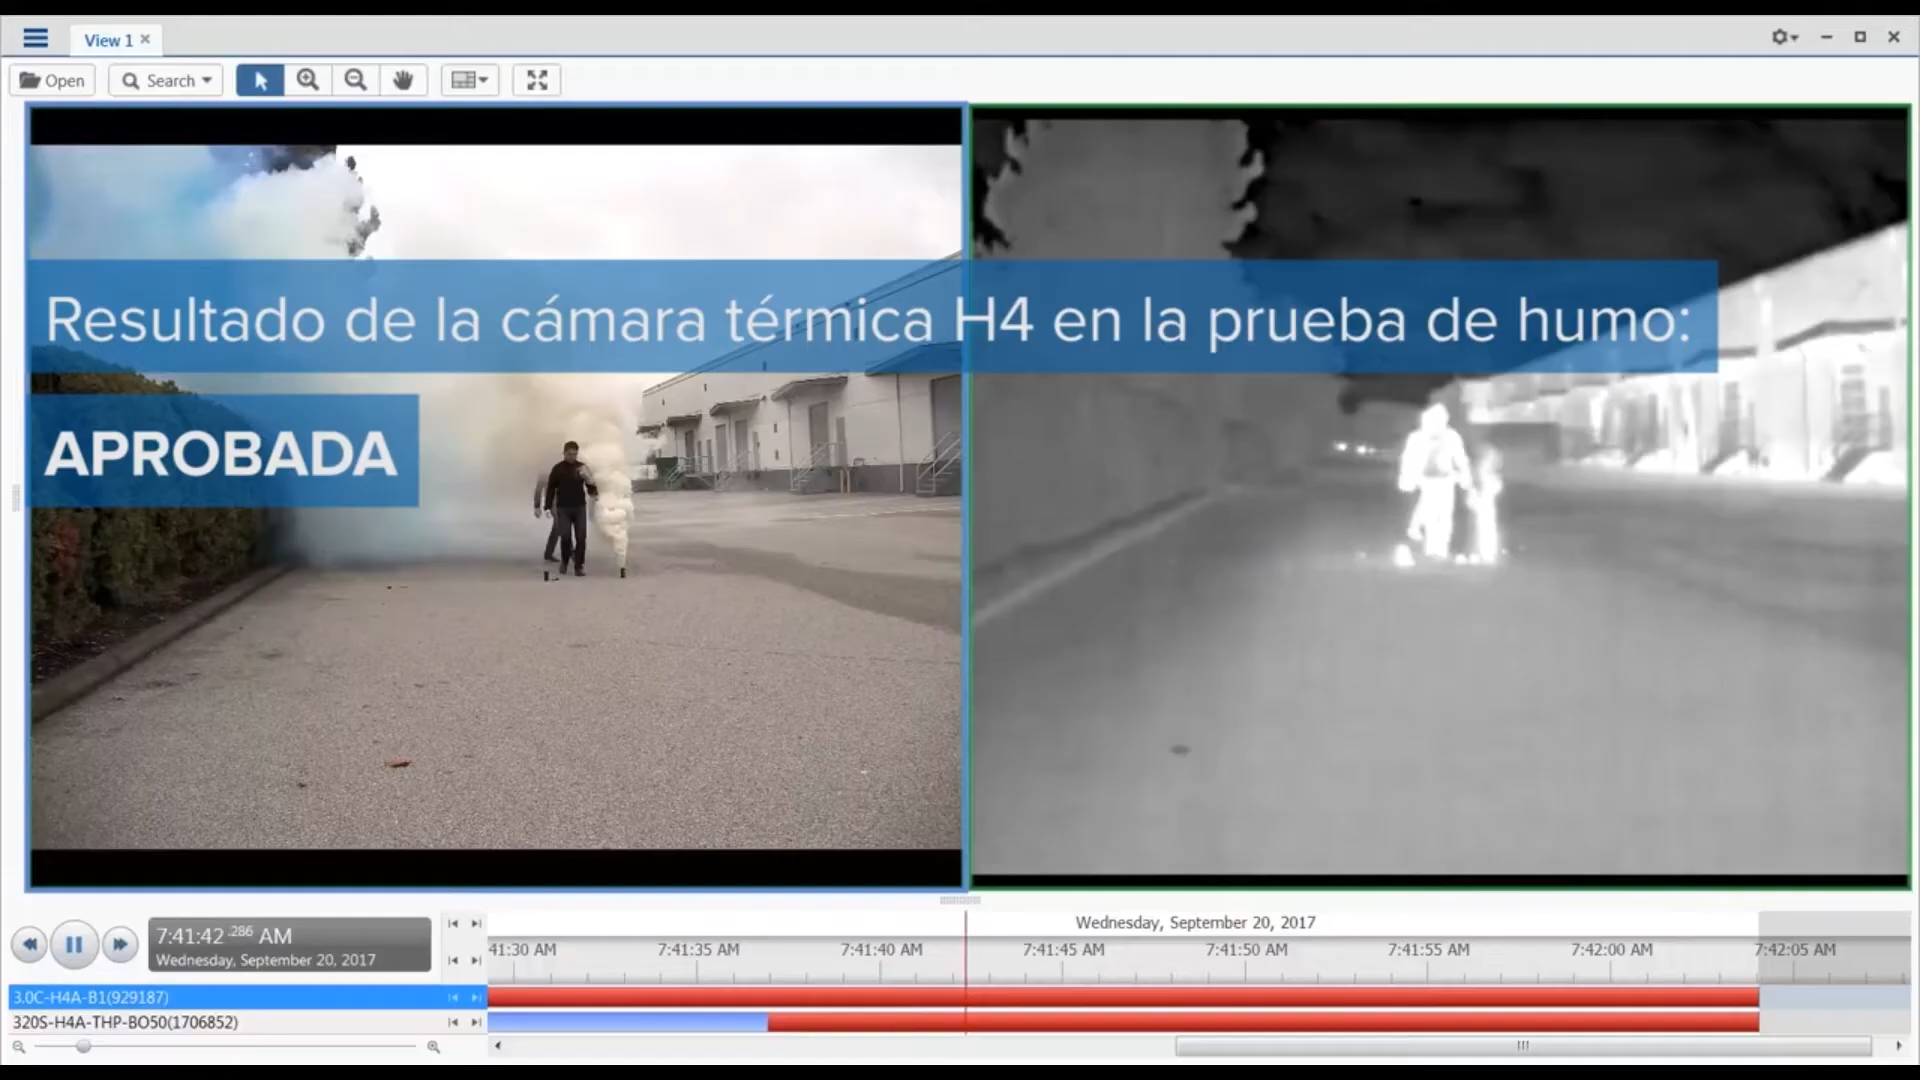 View 1
Open
Search
Resultado de la cámara térmica H4 en la prueba de humo:
APROBADA
7:41:42.286 AM
Wednesday, September 20, 2017
Wednesday, September 20, 2017
41:30 AM 7:41:35 AM 7:41:40 AM 7:41:45 AM 7:41:50 AM 7:41:55 AM 7:42:00 AM 7:42:05 AM
3.0C-H4A-B1(929187)
320S-H4A-THP-BO50(1706852)